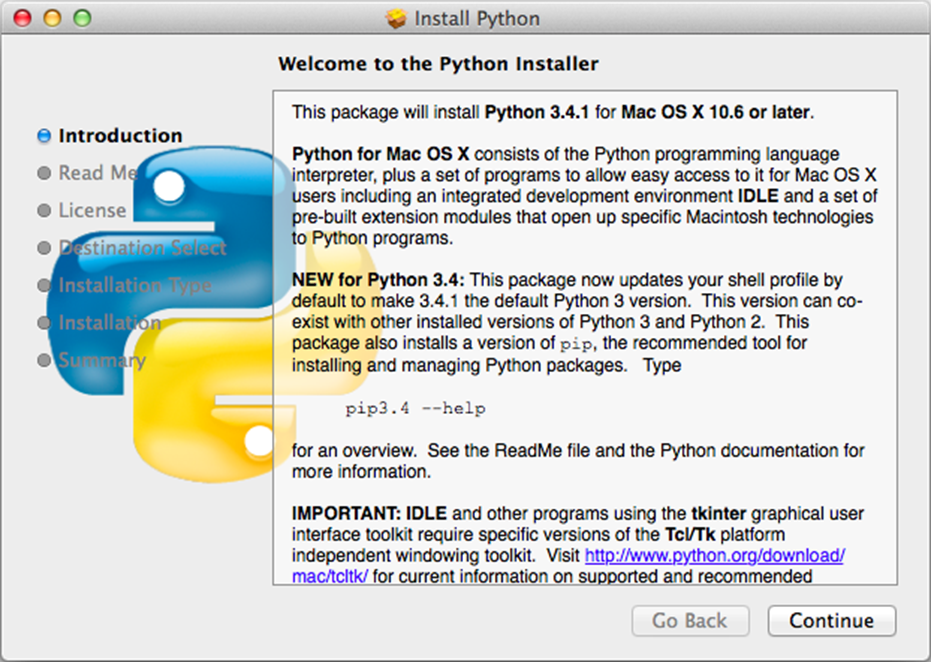 Install Python
Welcome to the Python Installer
Introduction
Read Me
License
Destination Select
Installation Type
Installation
Summary
This package will install Python 3.4.1 for Mac OS X 10.6 or later.
Python for Mac OS X consists of the Python programming language
interpreter, plus a set of programs to allow easy access to it for Mac OS X
users including an integrated development environment IDLE and a set of
pre-built extension modules that open up specific Macintosh technologies
to Python programs.
NEW for Python 3.4: This package now updates your shell profile by
default to make 3.4.1 the default Python 3 version.  This version can co-
exist with other installed versions of Python 3 and Python 2.  This
package also installs a version of pip, the recommended tool for
installing and managing Python packages.   Type
pip3.4 --help
for an overview.  See the ReadMe file and the Python documentation for
more information.
IMPORTANT: IDLE and other programs using the tkinter graphical user
interface toolkit require specific versions of the Tcl/Tk platform
independent windowing toolkit.  Visit http://www.python.org/download/
mac/tcltk/ for current information on supported and recommended
Go Back
Continue